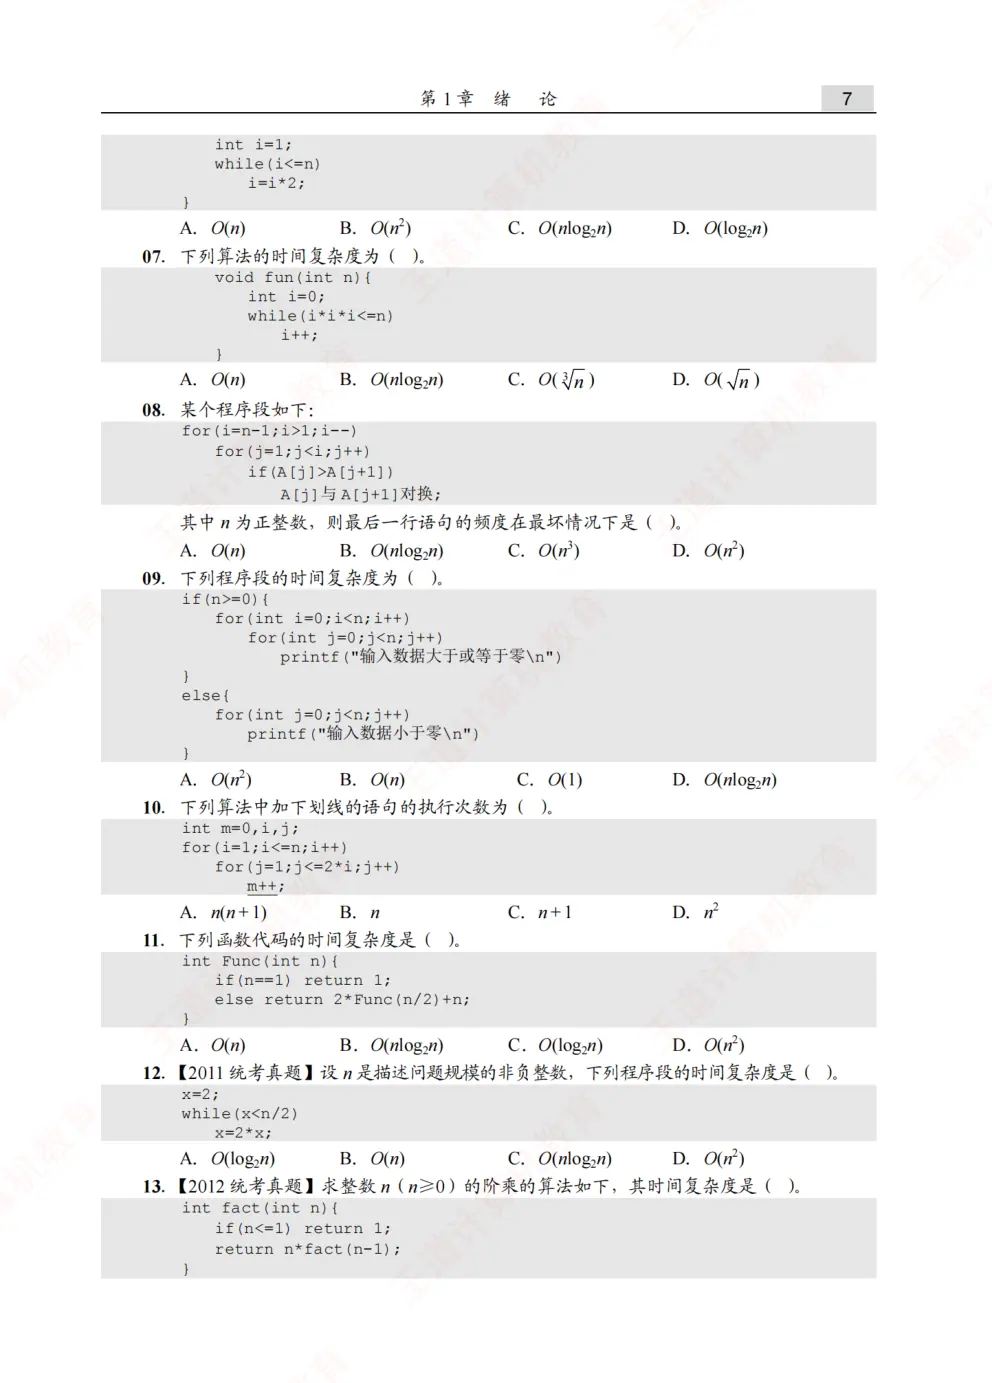 第 1 章 绪 论 7
int i=1;
while(i<=n)
i=i*2;
}
A. O(n) B. O(n²) C. O(nlog₂n) D. O(log₂n)
07. 下列算法的时间复杂度为（ ）。
void fun(int n){
int i=0;
while(i*i*i<=n)
i++;
}
A. O(n) B. O(nlog₂n) C. O(∛n) D. O(√n)
08. 某个程序段如下：
for(i=n-1;i>1;i--)
for(j=1;j<i;j++)
if(A[j]>A[j+1])
A[j]与 A[j+1]对换;
其中 n 为正整数，则最后一行语句的频度在最坏情况下是（ ）。
A. O(n) B. O(nlog₂n) C. O(n³) D. O(n²)
09. 下列程序段的时间复杂度为（ ）。
if(n>=0){
for(int i=0;i<n;i++)
for(int j=0;j<n;j++)
printf("输入数据大于或等于零\n")
}
else{
for(int j=0;j<n;j++)
printf("输入数据小于零\n")
}
A. O(n²) B. O(n) C. O(1) D. O(nlog₂n)
10. 下列算法中加下划线的语句的执行次数为（ ）。
int m=0,i,j;
for(i=1;i<=n;i++)
for(j=1;j<=2*i;j++)
m++;
A. n(n+1) B. n C. n+1 D. n²
11. 下列函数代码的时间复杂度是（ ）。
int Func(int n){
if(n==1) return 1;
else return 2*Func(n/2)+n;
}
A. O(n) B. O(nlog₂n) C. O(log₂n) D. O(n²)
12. 【2011 统考真题】设 n 是描述问题规模的非负整数，下列程序段的时间复杂度是（ ）。
x=2;
while(x<n/2)
x=2*x;
A. O(log₂n) B. O(n) C. O(nlog₂n) D. O(n²)
13. 【2012 统考真题】求整数 n（n≥0）的阶乘的算法如下，其时间复杂度是（ ）。
int fact(int n){
if(n<=1) return 1;
return n*fact(n-1);
}
王道计算机教育